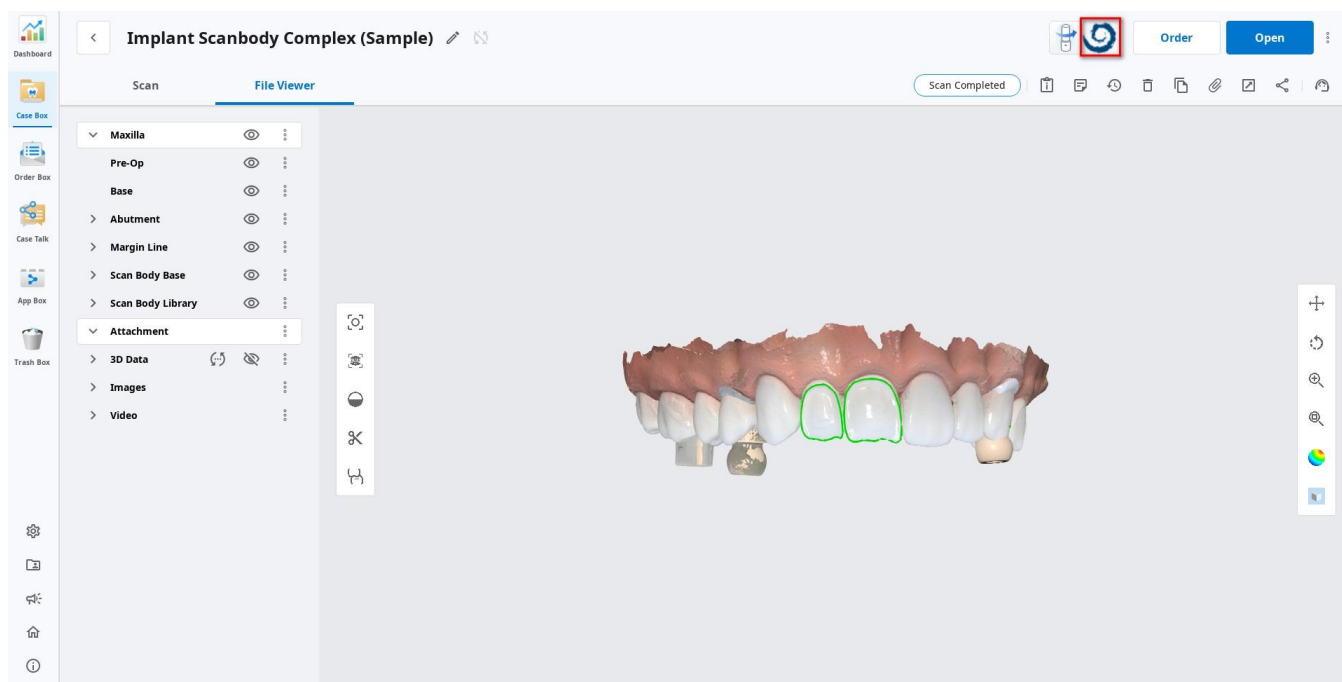 Dashboard
Case Box
Order Box
Case Talk
App Box
Trash Box
Implant Scanbody Complex (Sample)
Order
Open
Scan
File Viewer
Scan Completed
Maxilla
Pre-Op
Base
Abutment
Margin Line
Scan Body Base
Scan Body Library
Attachment
3D Data
Images
Video